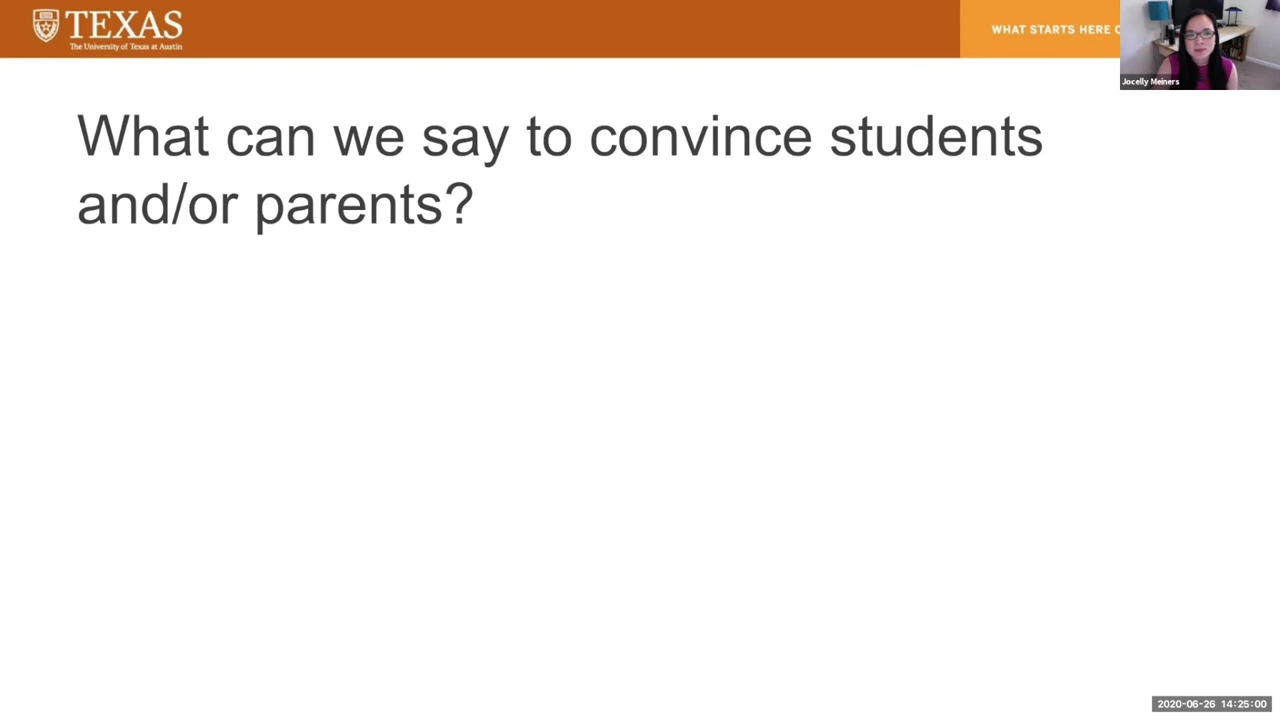 TEXAS
The University of Texas at Austin
WHAT STARTS HERE
Jocelly Meiners
What can we say to convince students
and/or parents?
2020-06-26 14:25:00